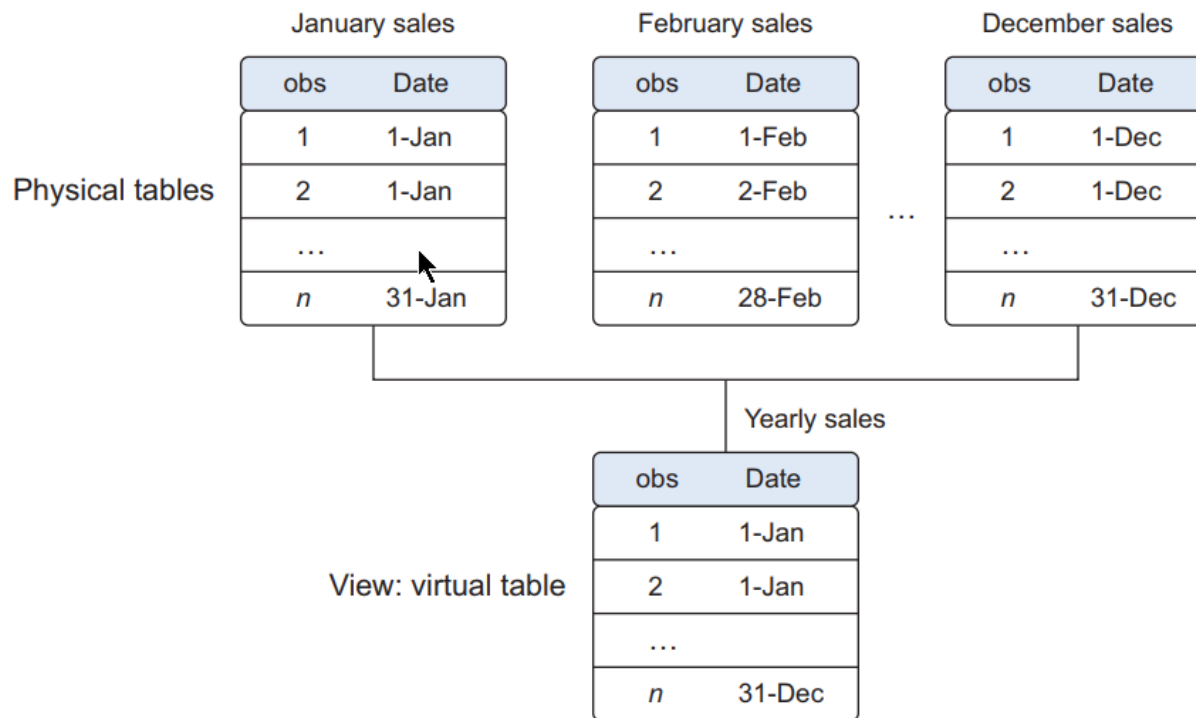 January sales
February sales
December sales
obs Date
obs Date
obs Date
1 1-Jan
1 1-Feb
1 1-Dec
Physical tables
2 1-Jan
2 2-Feb
2 1-Dec
…
…
…
…
n 31-Jan
n 28-Feb
n 31-Dec
Yearly sales
obs Date
1 1-Jan
View: virtual table
2 1-Jan
…
n 31-Dec